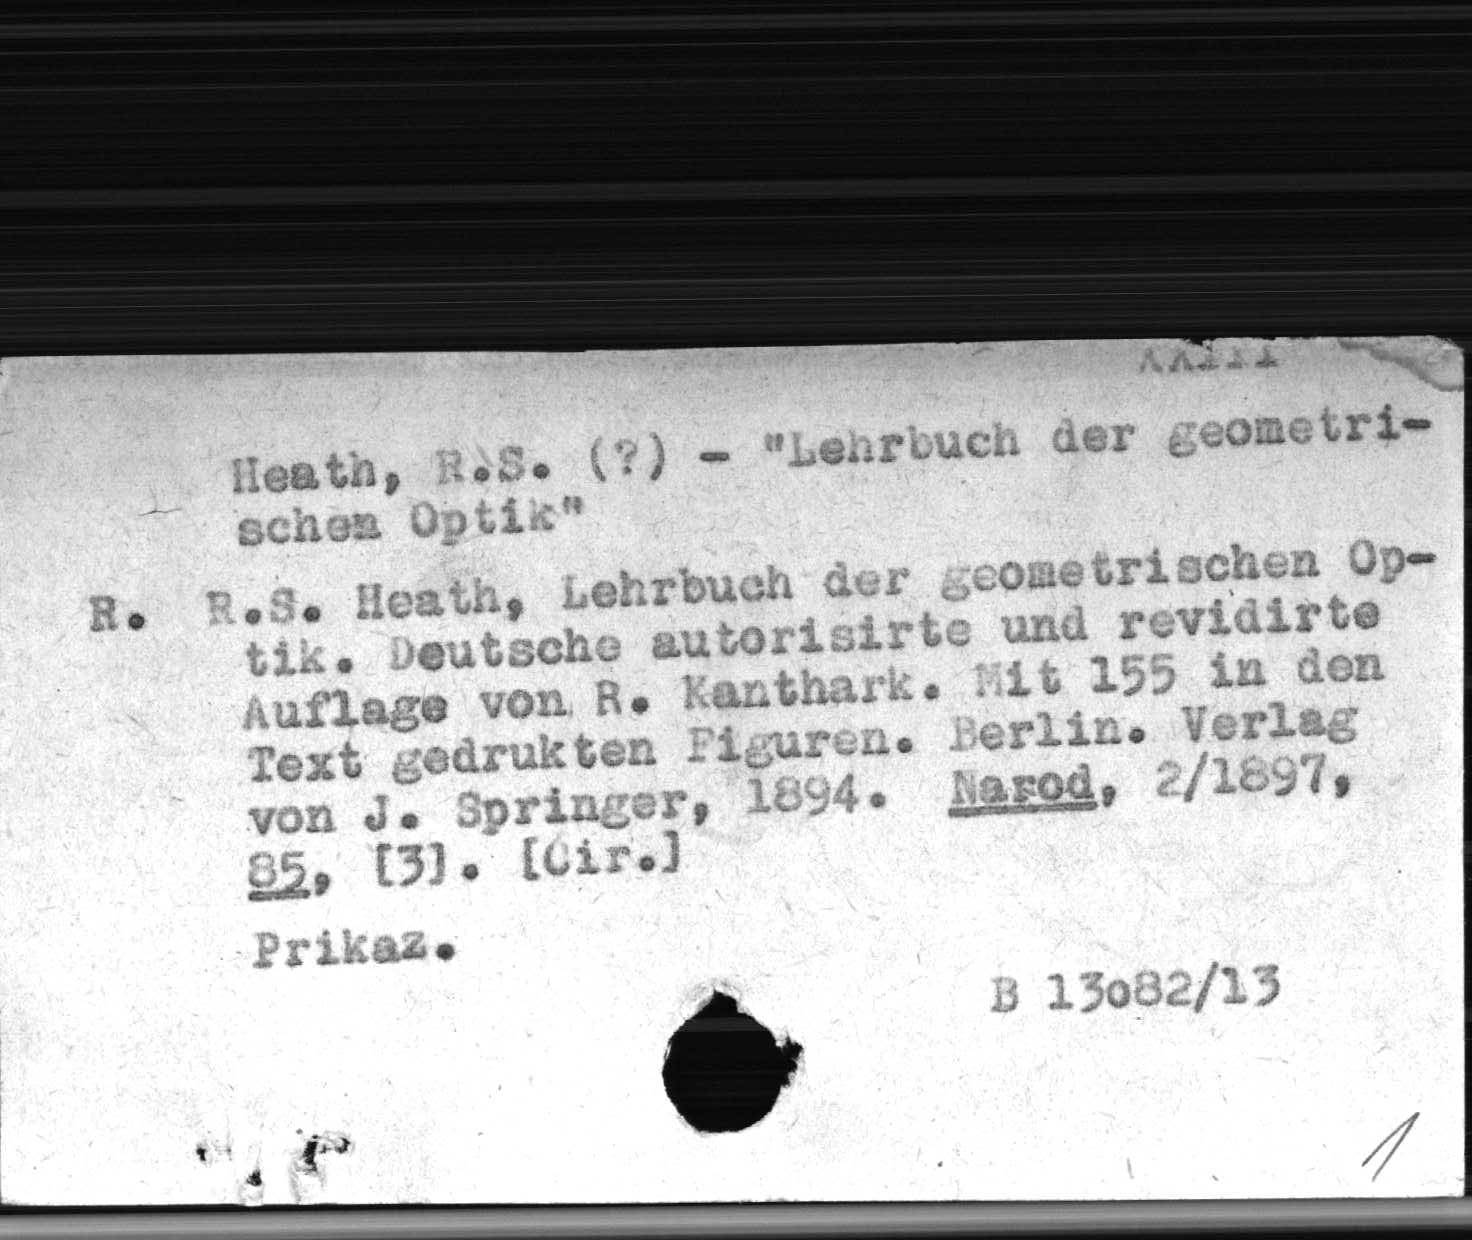 XXIII
Heath, R.S. (?) - "Lehrbuch der geometri-
schen Optik"
R. R.S. Heath, Lehrbuch der geometrischen Op-
tik. Deutsche autorisirte und revidirte
Auflage von R. Kanthark. Mit 155 in den
Text gedrukten Figuren. Berlin. Verlag
von J. Springer, 1894. Narod, 2/1897,
85, [3]. [Cir.]
Prikaz.
B 13o82/13
1